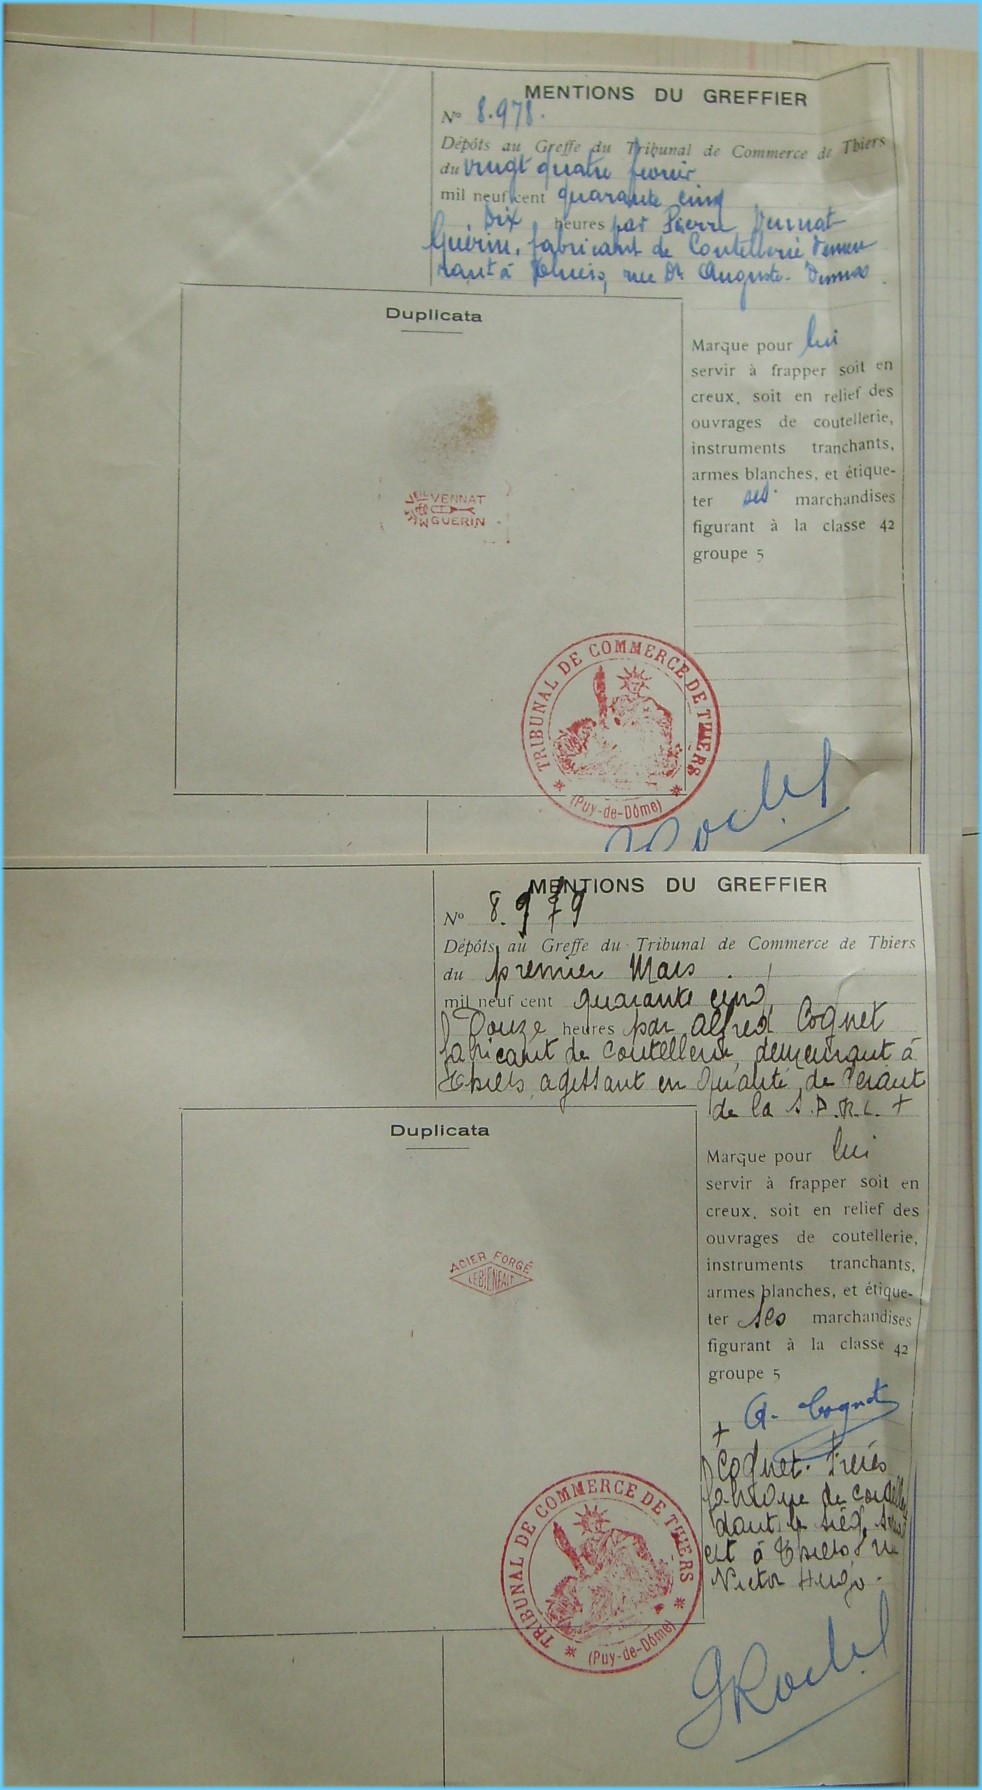 MENTIONS DU GREFFIER
N° 8.978.
Dépôts au Greffe du Tribunal de Commerce de Thiers
du vingt quatre février
mil neuf cent quarante cinq
Dix heures par Pierre Vennat
Guérin, fabricant de Coutellerie demeu
rant à Thiers, rue Dr Auguste- Dumas
Duplicata
Marque pour lui
servir à frapper soit en
creux, soit en relief des
ouvrages de coutellerie,
instruments tranchants,
armes blanches, et étique-
ter ses marchandises
figurant à la classe 42
groupe 5
VENNAT
GUERIN
TRIBUNAL DE COMMERCE DE THIERS
(Puy-de-Dôme)
MENTIONS DU GREFFIER
N° 8.979
Dépôts au Greffe du Tribunal de Commerce de Thiers
du premier Mars
mil neuf cent quarante cinq
Douze heures par Alfred Cognet
fabricant de coutellerie, demeurant à
Thiers, agissant en qualité de Gérant
de la S.A.R.L. +
Duplicata
Marque pour lui
servir à frapper soit en
creux, soit en relief des
ouvrages de coutellerie,
instruments tranchants,
armes blanches, et étique-
ter ses marchandises
figurant à la classe 42
groupe 5
ACIER FORGÉ
LE BIENFAIT
A. Cognet
+ Cognet Frères
fabrique de coutellerie
dont le siège social
est à Thiers, rue
Victor Hugo.
TRIBUNAL DE COMMERCE DE THIERS
(Puy-de-Dôme)